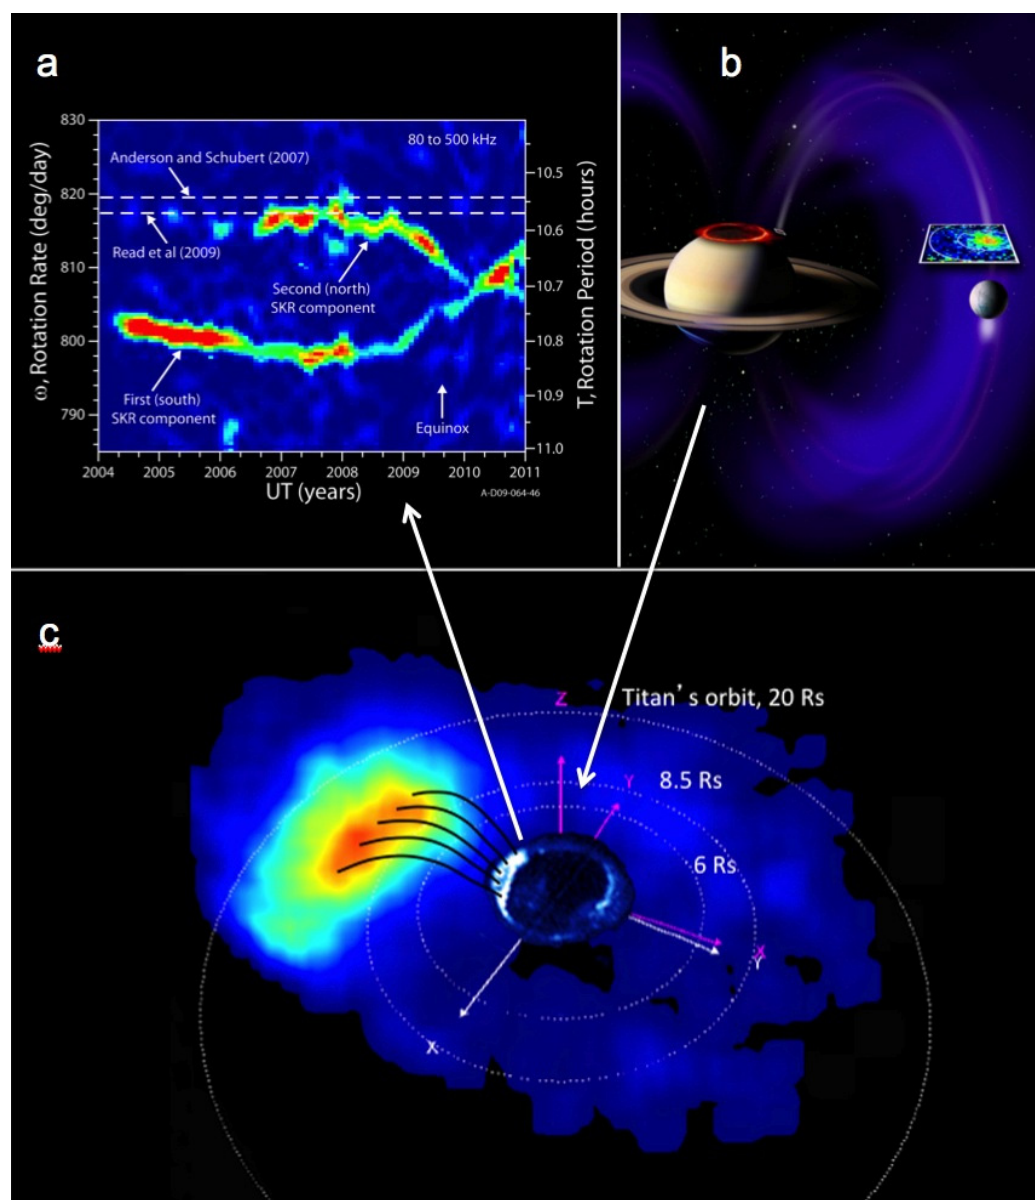 a
b
830
820
810
800
790
ω, Rotation Rate (deg/day)
80 to 500 kHz
Anderson and Schubert (2007)
Read et al (2009)
Second (north)
SKR component
First (south)
SKR component
Equinox
10.5
10.6
10.7
10.8
10.9
11.0
T, Rotation Period (hours)
2004 2005 2006 2007 2008 2009 2010 2011
UT (years)
A-D09-064-46
c
Titan's orbit, 20 Rs
Z
Y
8.5 Rs
6 Rs
X
Y
X